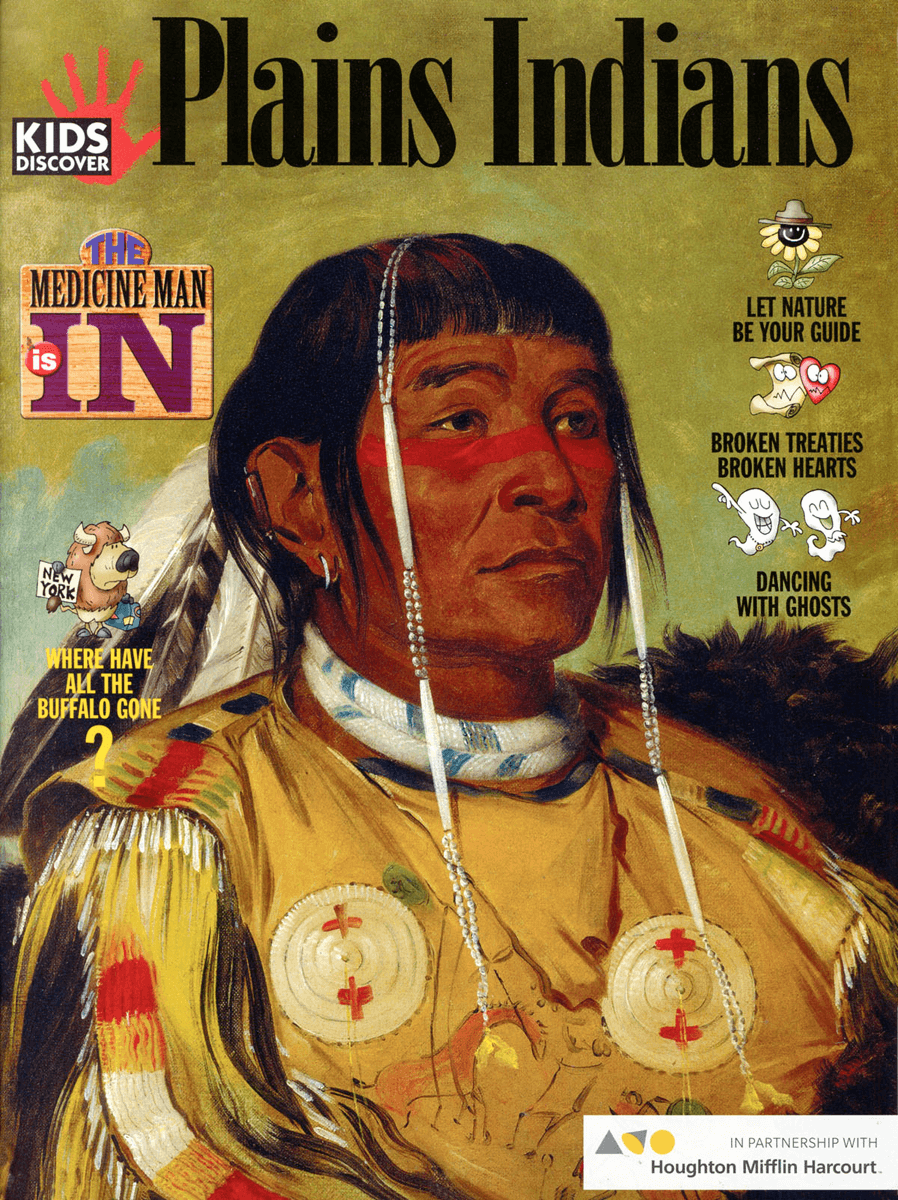 Plains Indians
KIDS
DISCOVER
THE
MEDICINE MAN
is
IN
LET NATURE
BE YOUR GUIDE
BROKEN TREATIES
BROKEN HEARTS
DANCING
WITH GHOSTS
NEW
YORK
WHERE HAVE
ALL THE
BUFFALO GONE
?
IN PARTNERSHIP WITH
Houghton Mifflin Harcourt™